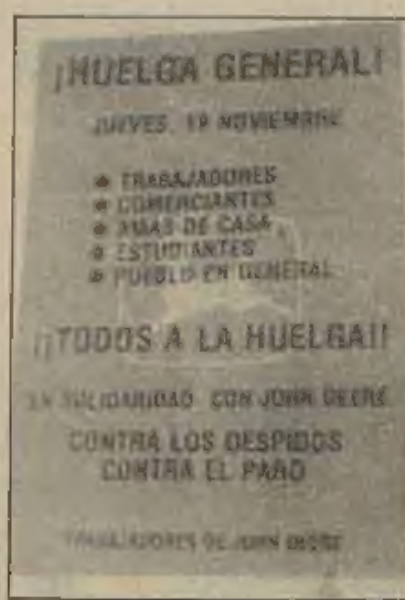 ¡HUELGA GENERAL!
JUEVES, 19 NOVIEMBRE
● TRABAJADORES
● COMERCIANTES
● AMAS DE CASA
● ESTUDIANTES
● PUEBLO EN GENERAL
¡¡TODOS A LA HUELGA!!
EN SOLIDARIDAD CON JOHN DEERE
CONTRA LOS DESPIDOS
CONTRA EL PARO
TRABAJADORES DE JOHN DEERE